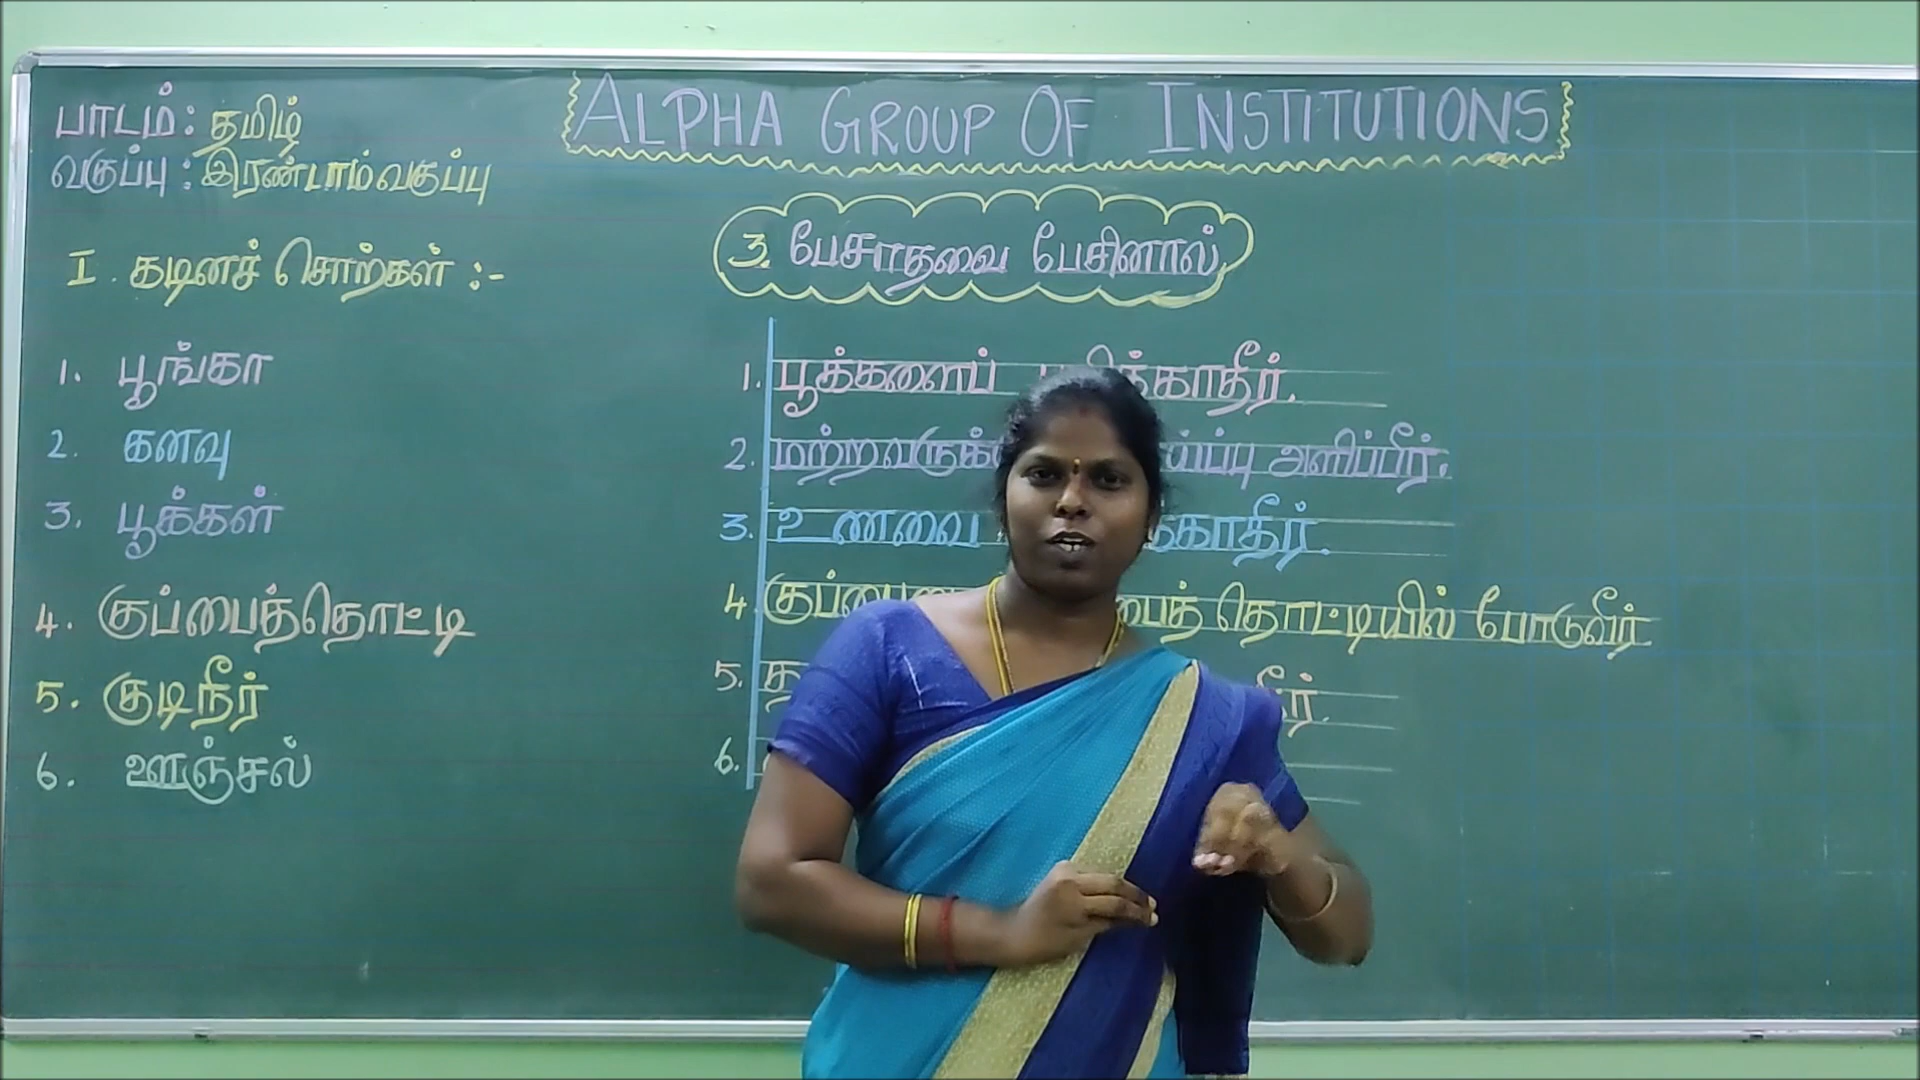 ALPHA GROUP OF INSTITUTIONS
பாடம் : தமிழ்
வகுப்பு : இரண்டாம் வகுப்பு
3. பேசாதவை பேசினால்
I. கடினச் சொற்கள் :-
1. பூங்கா
2. கனவு
3. பூக்கள்
4. குப்பைத்தொட்டி
5. குடிநீர்
6. ஊஞ்சல்
1. பூக்களைப்
2. அளிப்பீர்.
3. உணவை
4. தொட்டியில் போடுவீர்
5.
6.